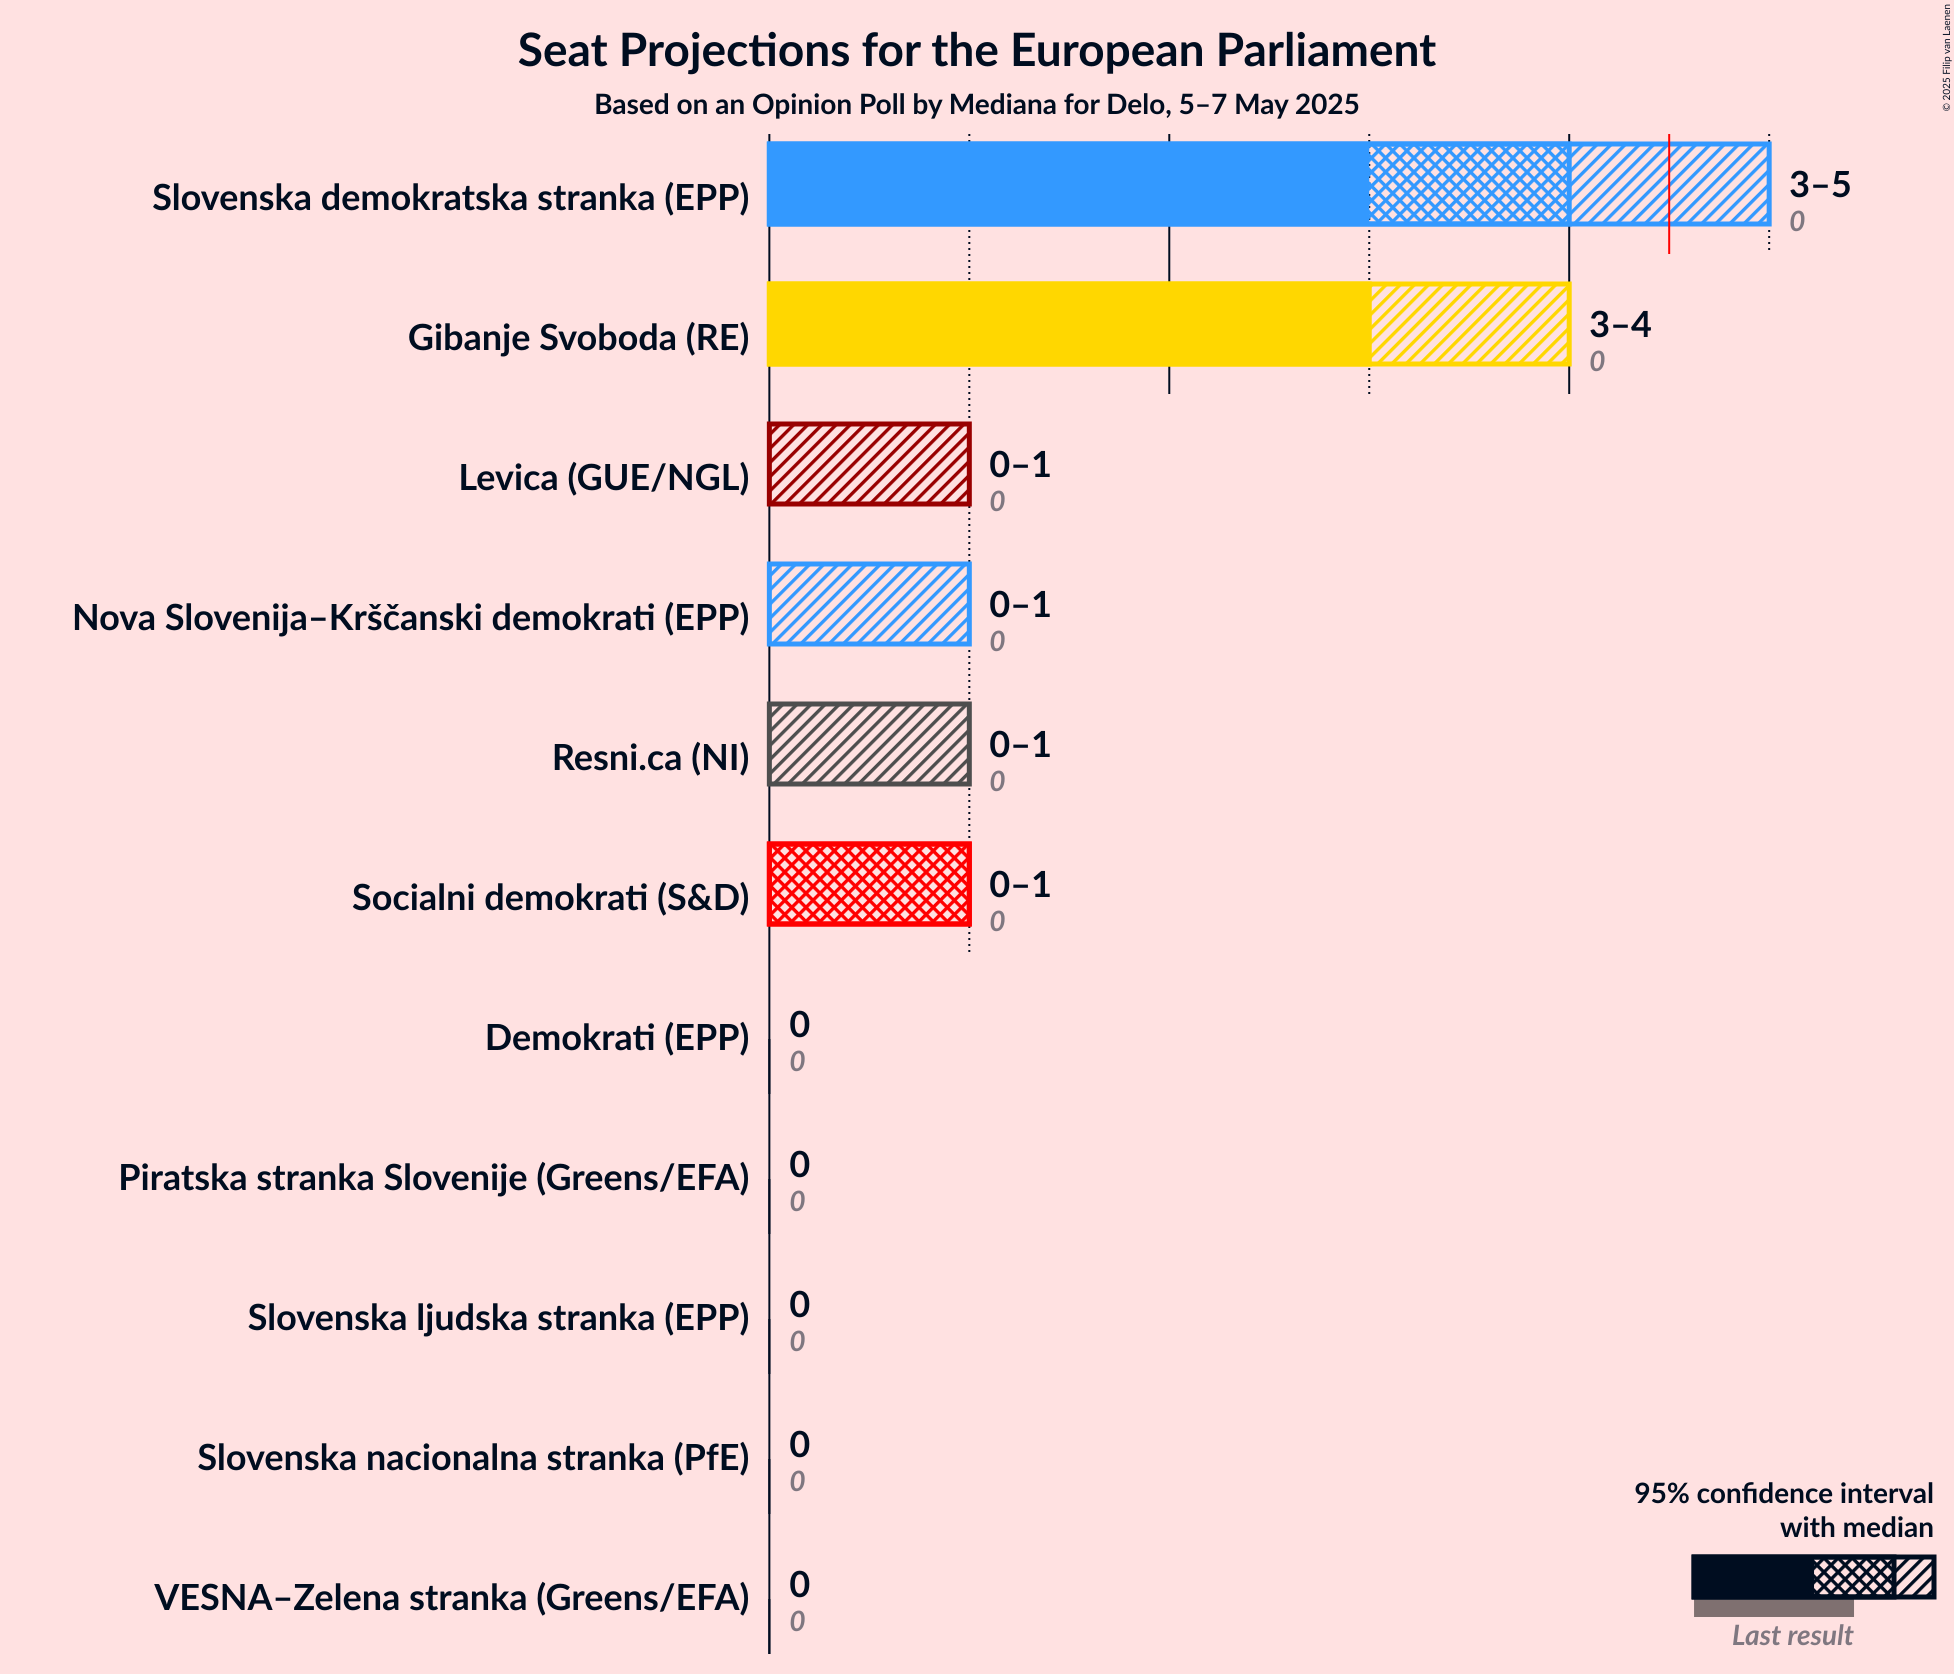 Seat Projections for the European Parliament
Based on an Opinion Poll by Mediana for Delo, 5–7 May 2025
© 2025 Filip van Laenen
Slovenska demokratska stranka (EPP)
3–5
0
Gibanje Svoboda (RE)
3–4
0
Levica (GUE/NGL)
0–1
0
Nova Slovenija–Krščanski demokrati (EPP)
0–1
0
Resni.ca (NI)
0–1
0
Socialni demokrati (S&D)
0–1
0
Demokrati (EPP)
0
0
Piratska stranka Slovenije (Greens/EFA)
0
0
Slovenska ljudska stranka (EPP)
0
0
Slovenska nacionalna stranka (PfE)
0
0
VESNA–Zelena stranka (Greens/EFA)
0
0
95% confidence interval
with median
Last result